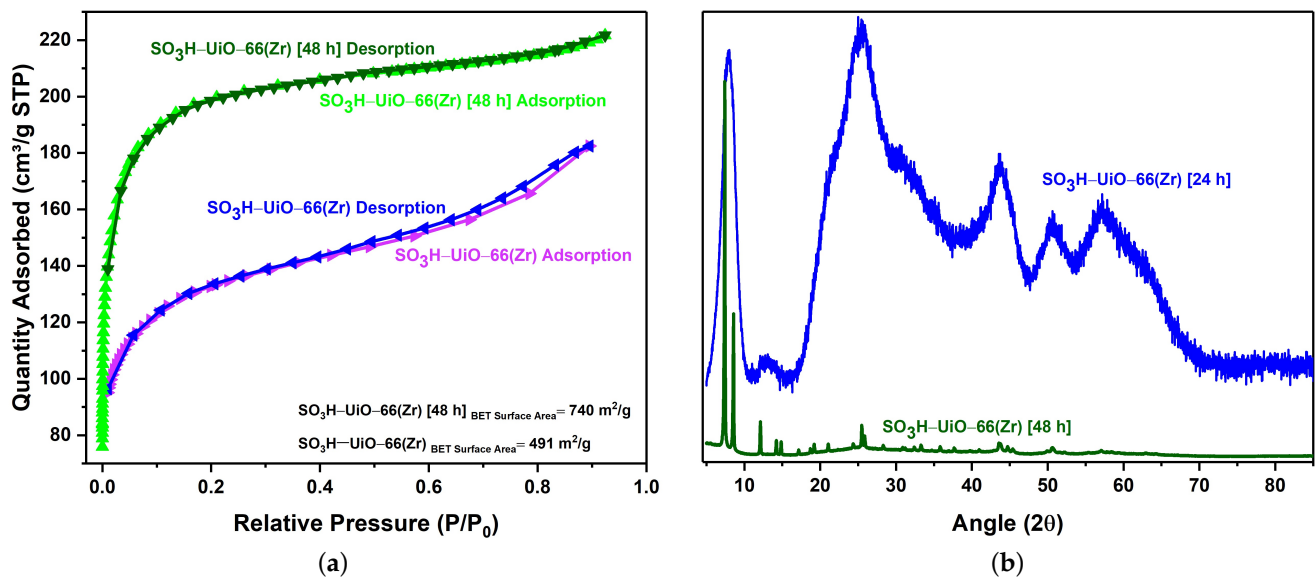 SO3H–UiO–66(Zr) [48 h] Desorption
SO3H–UiO–66(Zr) [48 h] Adsorption
SO3H–UiO–66(Zr) Desorption
SO3H–UiO–66(Zr) Adsorption
SO3H–UiO–66(Zr) [48 h] BET Surface Area= 740 m²/g
SO3H–UiO–66(Zr) BET Surface Area= 491 m²/g
Quantity Adsorbed (cm³/g STP)
220
200
180
160
140
120
100
80
0.0 0.2 0.4 0.6 0.8 1.0
Relative Pressure (P/P0)
(a)
SO3H–UiO–66(Zr) [24 h]
SO3H–UiO–66(Zr) [48 h]
10 20 30 40 50 60 70 80
Angle (2θ)
(b)